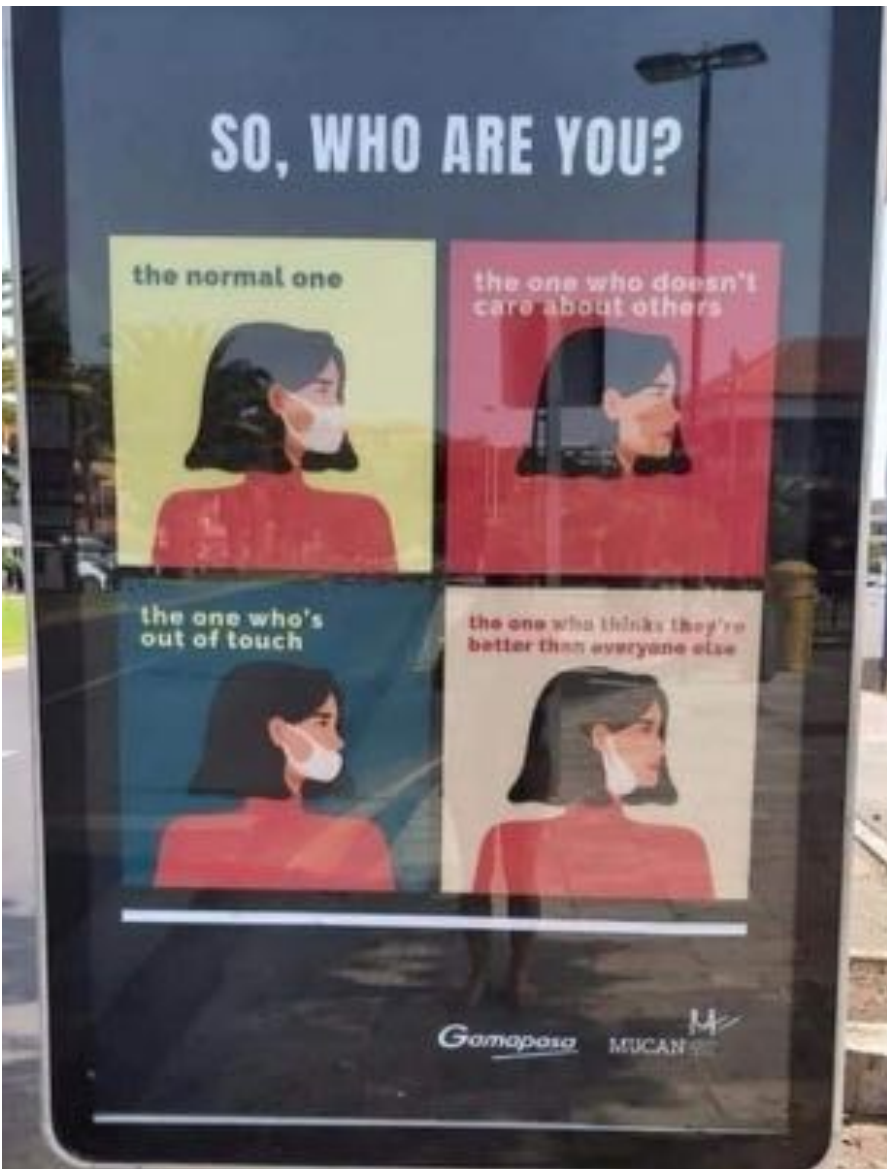 SO, WHO ARE YOU?
the normal one
the one who doesn't
care about others
the one who's
out of touch
the one who thinks they're
better than everyone else
Gamapasa
MUCAN